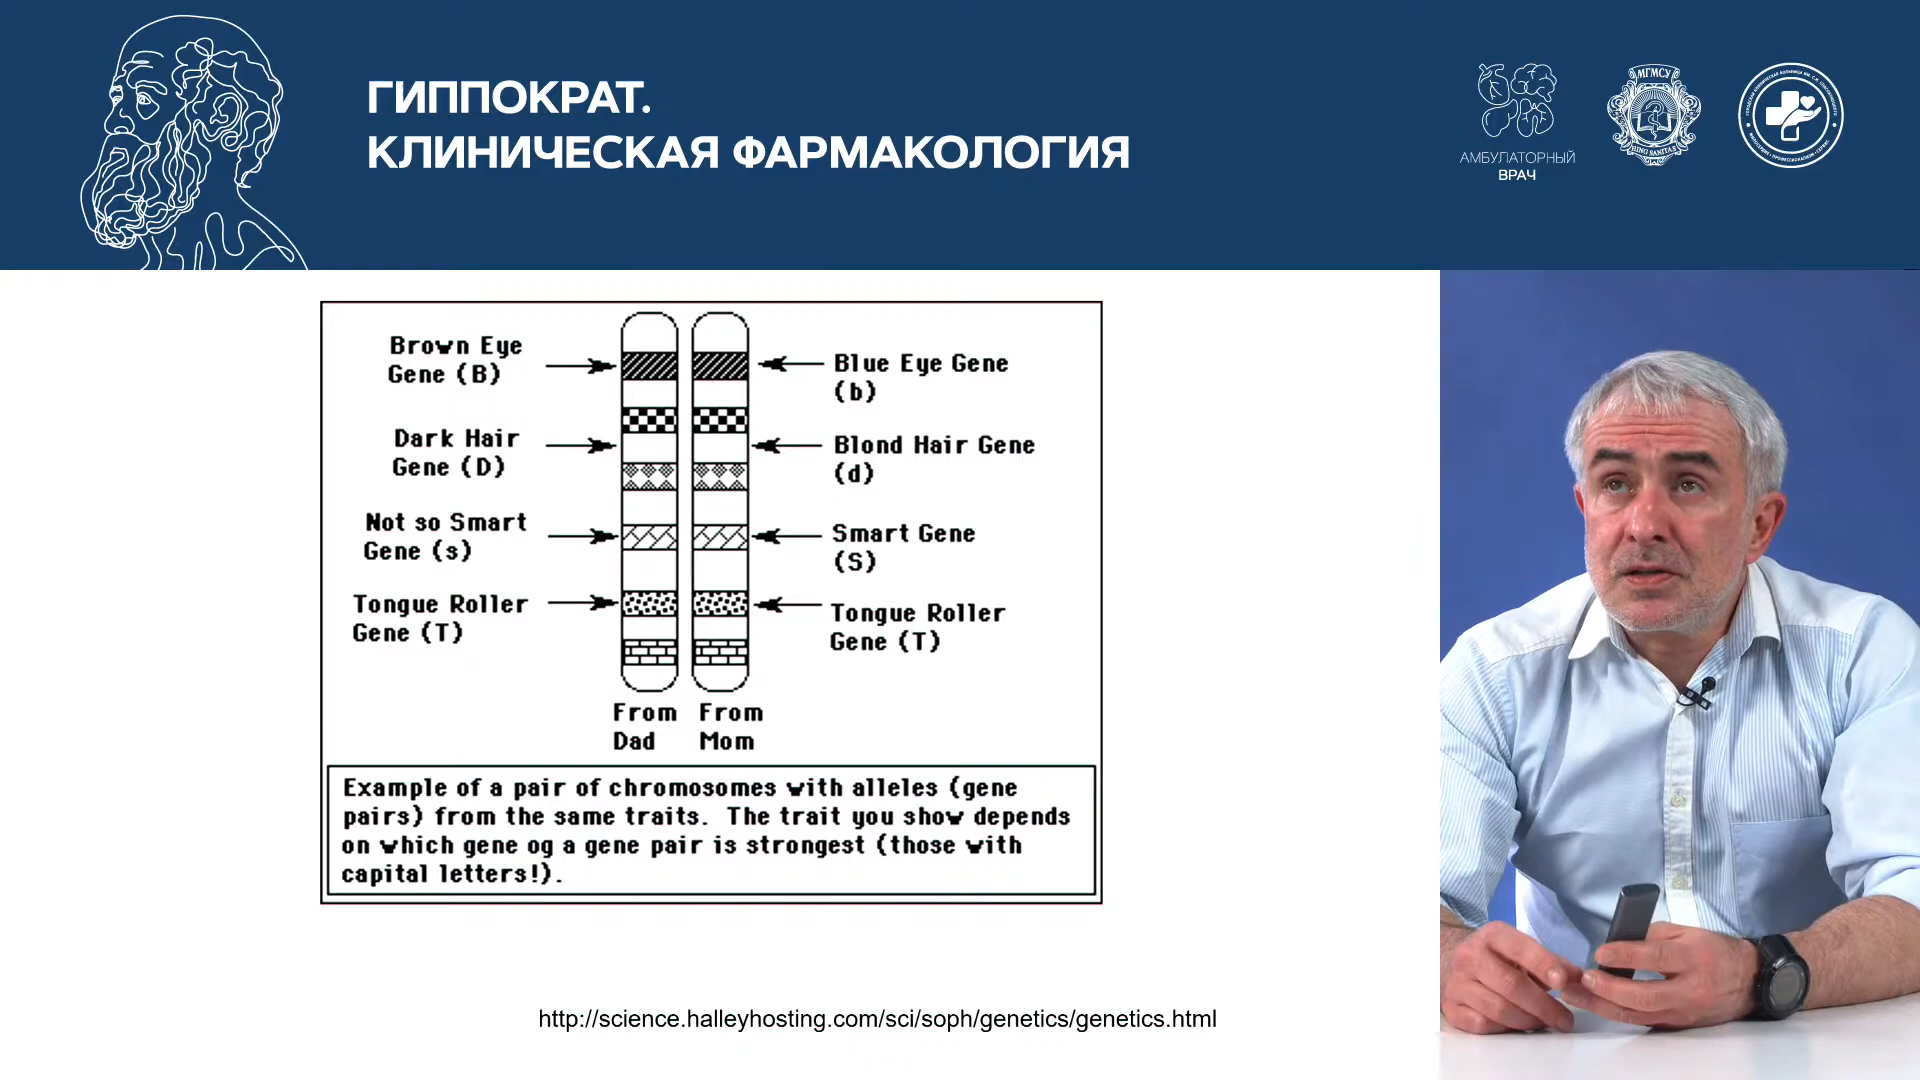 ГИППОКРАТ.
КЛИНИЧЕСКАЯ ФАРМАКОЛОГИЯ
АМБУЛАТОРНЫЙ
ВРАЧ
МГМСУ
Brown Eye
Gene (B)
Blue Eye Gene
(b)
Dark Hair
Gene (D)
Blond Hair Gene
(d)
Not so Smart
Gene (s)
Smart Gene
(S)
Tongue Roller
Gene (T)
Tongue Roller
Gene (T)
From
Dad
From
Mom
Example of a pair of chromosomes with alleles (gene
pairs) from the same traits. The trait you show depends
on which gene og a gene pair is strongest (those with
capital letters!).
http://science.halleyhosting.com/sci/soph/genetics/genetics.html